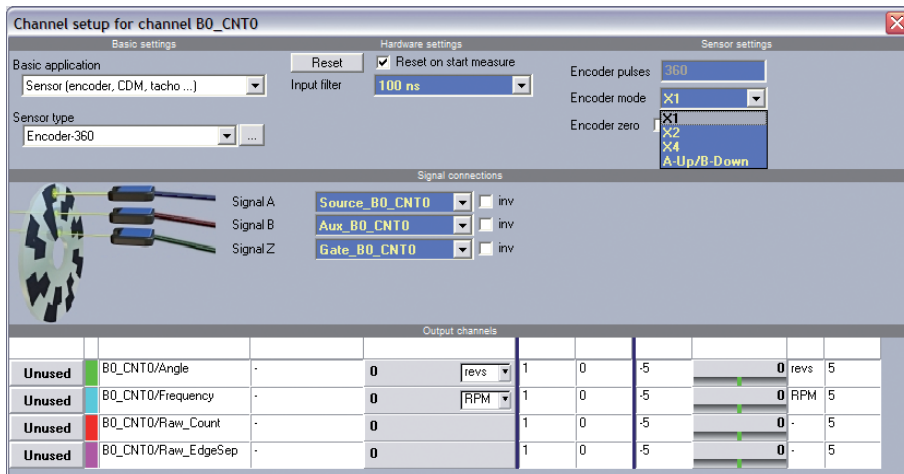 Channel setup for channel B0_CNT0
Basic settings
Hardware settings
Sensor settings
Basic application
Sensor (encoder, CDM, tacho ...)
Sensor type
Encoder-360
...
Reset
Reset on start measure
Input filter
100 ns
Encoder pulses 360
Encoder mode X1
Encoder zero
X1
X2
X4
A-Up/B-Down
Signal connections
Signal A Source_B0_CNT0 inv
Signal B Aux_B0_CNT0 inv
Signal Z Gate_B0_CNT0 inv
Output channels
Unused B0_CNT0/Angle - 0 revs 1 0 -5 0 revs 5
Unused B0_CNT0/Frequency - 0 RPM 1 0 -5 0 RPM 5
Unused B0_CNT0/Raw_Count - 0 1 0 -5 0 - 5
Unused B0_CNT0/Raw_EdgeSep - 0 1 0 -5 0 - 5